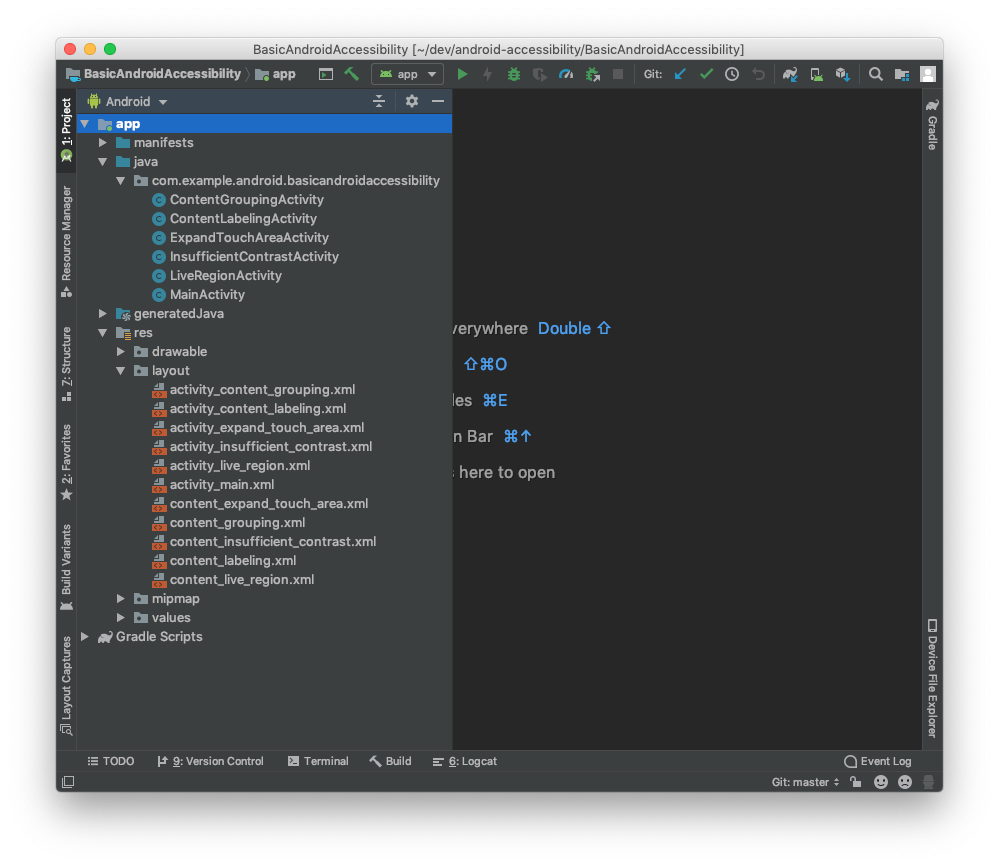 BasicAndroidAccessibility [~/dev/android-accessibility/BasicAndroidAccessibility]
BasicAndroidAccessibility app app Git:
1: Project
Resource Manager
Z: Structure
2: Favorites
Build Variants
Layout Captures
Android
app
manifests
java
com.example.android.basicandroidaccessibility
ContentGroupingActivity
ContentLabelingActivity
ExpandTouchAreaActivity
InsufficientContrastActivity
LiveRegionActivity
MainActivity
generatedJava
res
drawable
layout
activity_content_grouping.xml
activity_content_labeling.xml
activity_expand_touch_area.xml
activity_insufficient_contrast.xml
activity_live_region.xml
activity_main.xml
content_expand_touch_area.xml
content_grouping.xml
content_insufficient_contrast.xml
content_labeling.xml
content_live_region.xml
mipmap
values
Gradle Scripts
verywhere Double ⇧
⇧⌘O
les ⌘E
n Bar ⌘↑
s here to open
Gradle
Device File Explorer
TODO 9: Version Control Terminal Build 6: Logcat Event Log
Git: master